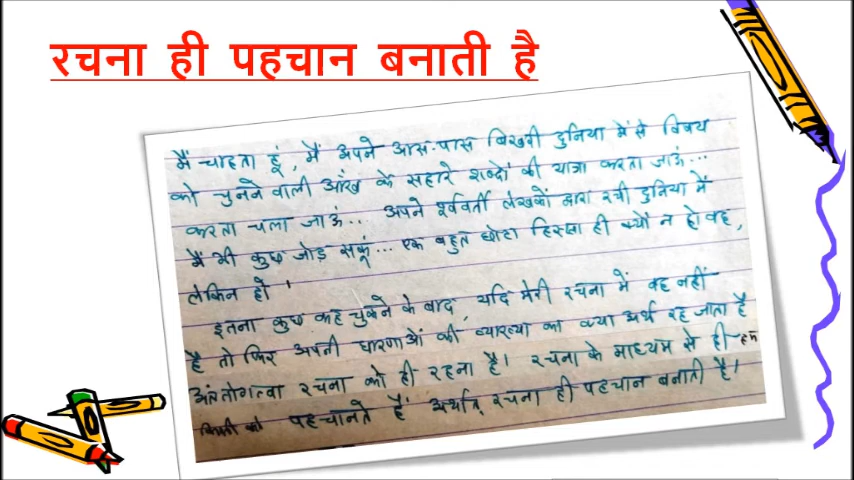 रचना ही पहचान बनाती है
मैं चाहता हूं, मैं अपने आस-पास बिखरी दुनिया में से विषय
को चुनने वाली आँख के सहारे शब्दों की यात्रा करता जाऊं...
करता चला जाऊं... अपने पूर्ववर्ती लेखकों द्वारा रची दुनिया में
मैं भी कुछ जोड़ सकूं... एक बहुत छोटा हिस्सा ही क्यों न हो वह,
लेकिन हो !
इतना कुछ कह चुकने के बाद, यदि मेरी रचना में वह नहीं
है तो फिर अपनी धारणाओं की व्याख्या का क्या अर्थ रह जाता है
अंततोगत्वा रचना को ही रहना है। रचना के माध्यम से ही हम
किसी को पहचानते हैं अर्थात् रचना ही पहचान बनाती है।